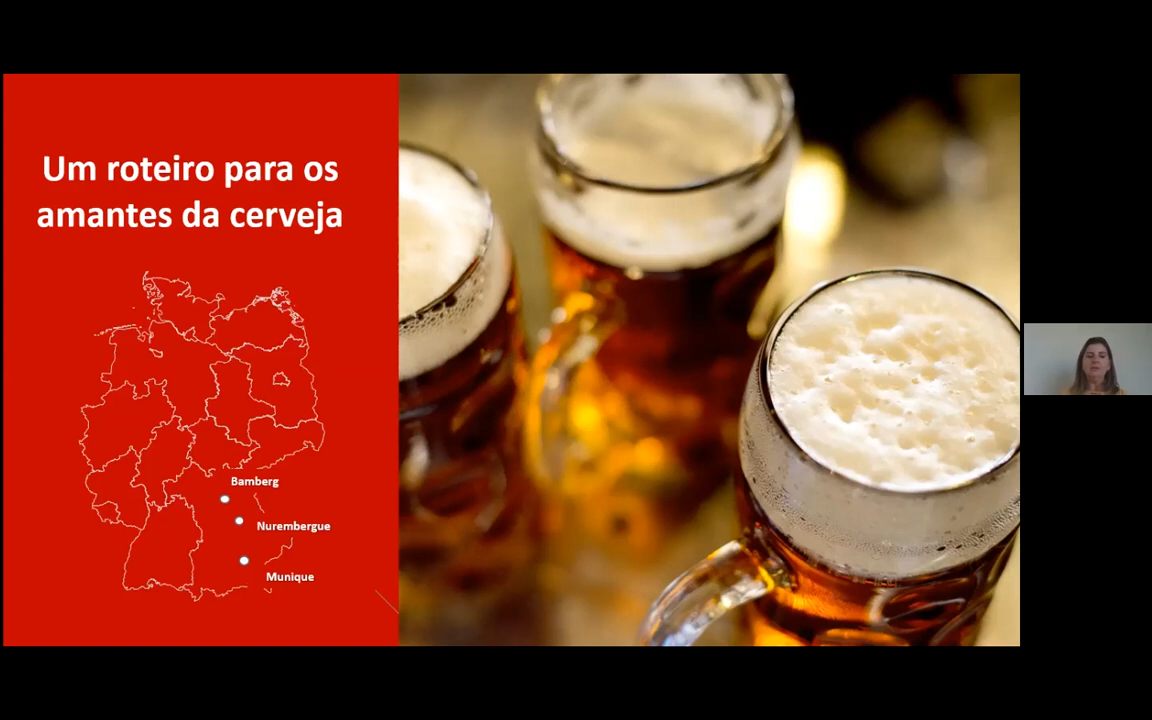 Um roteiro para os
amantes da cerveja
Bamberg
Nurembergue
Munique